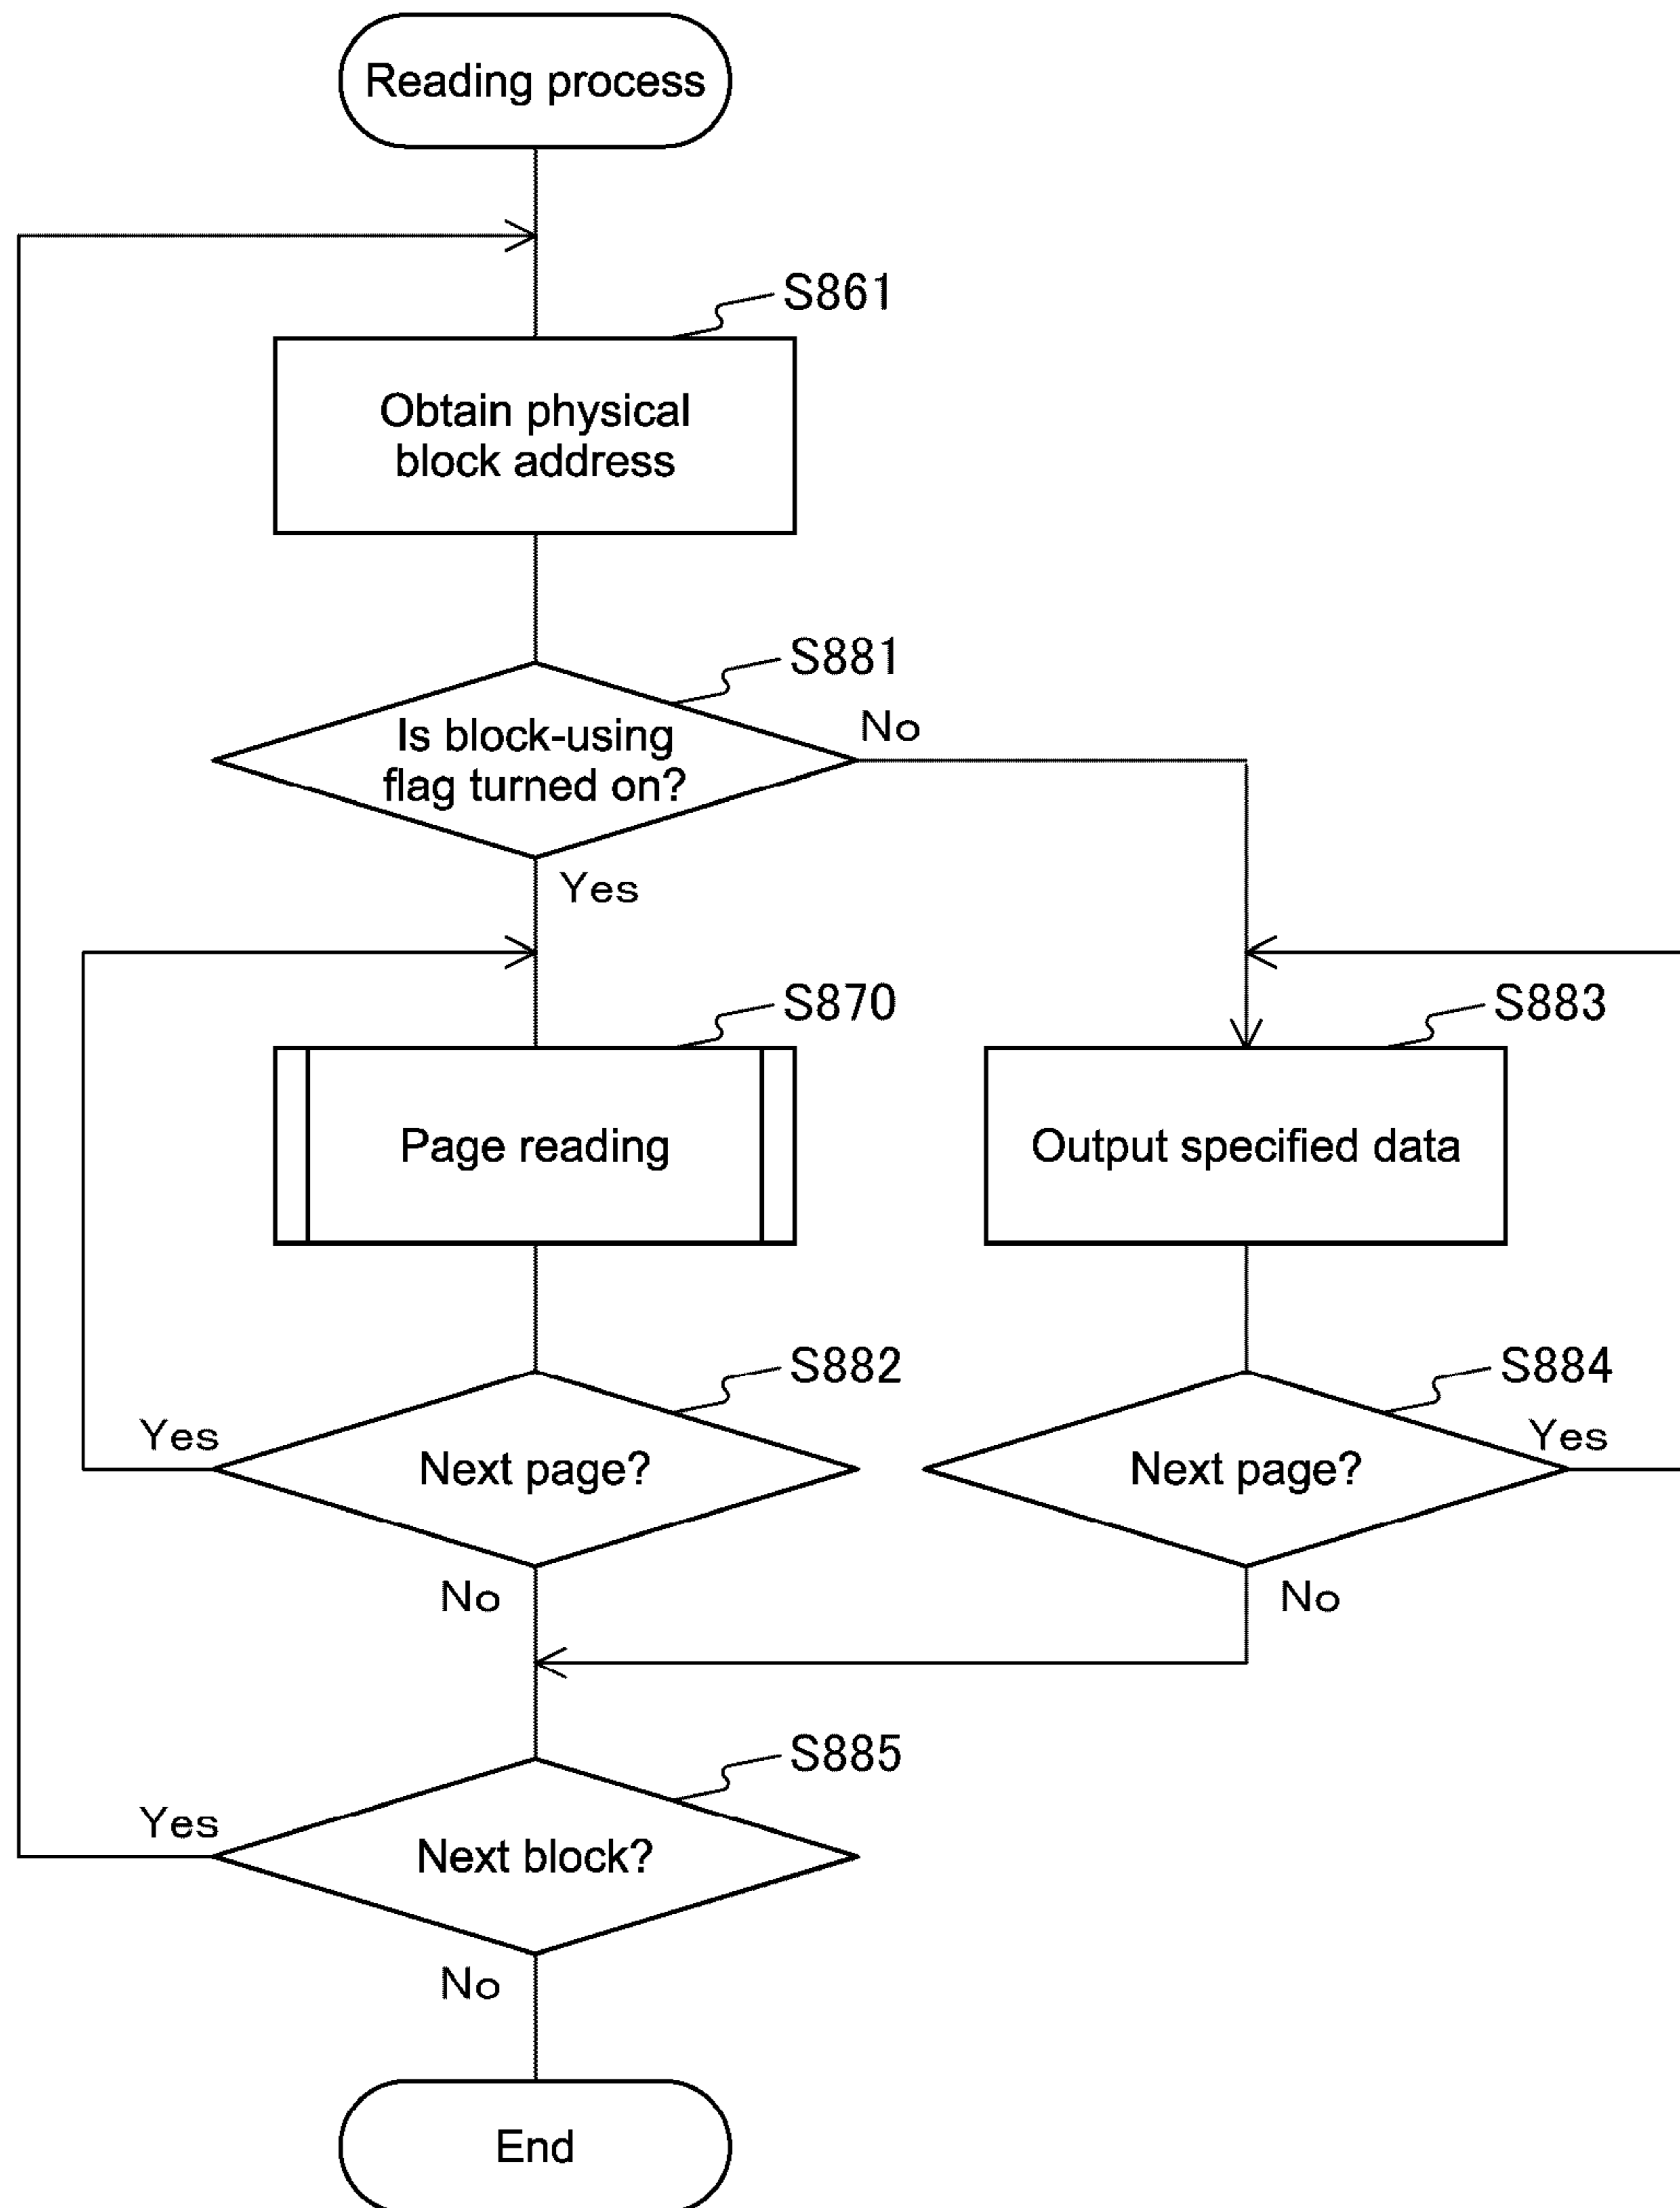 Reading process
S861
Obtain physical
block address
S881
Is block-using
flag turned on?
No
Yes
S870
Page reading
S883
Output specified data
S882
Next page?
Yes
No
S884
Next page?
Yes
No
S885
Next block?
Yes
No
End